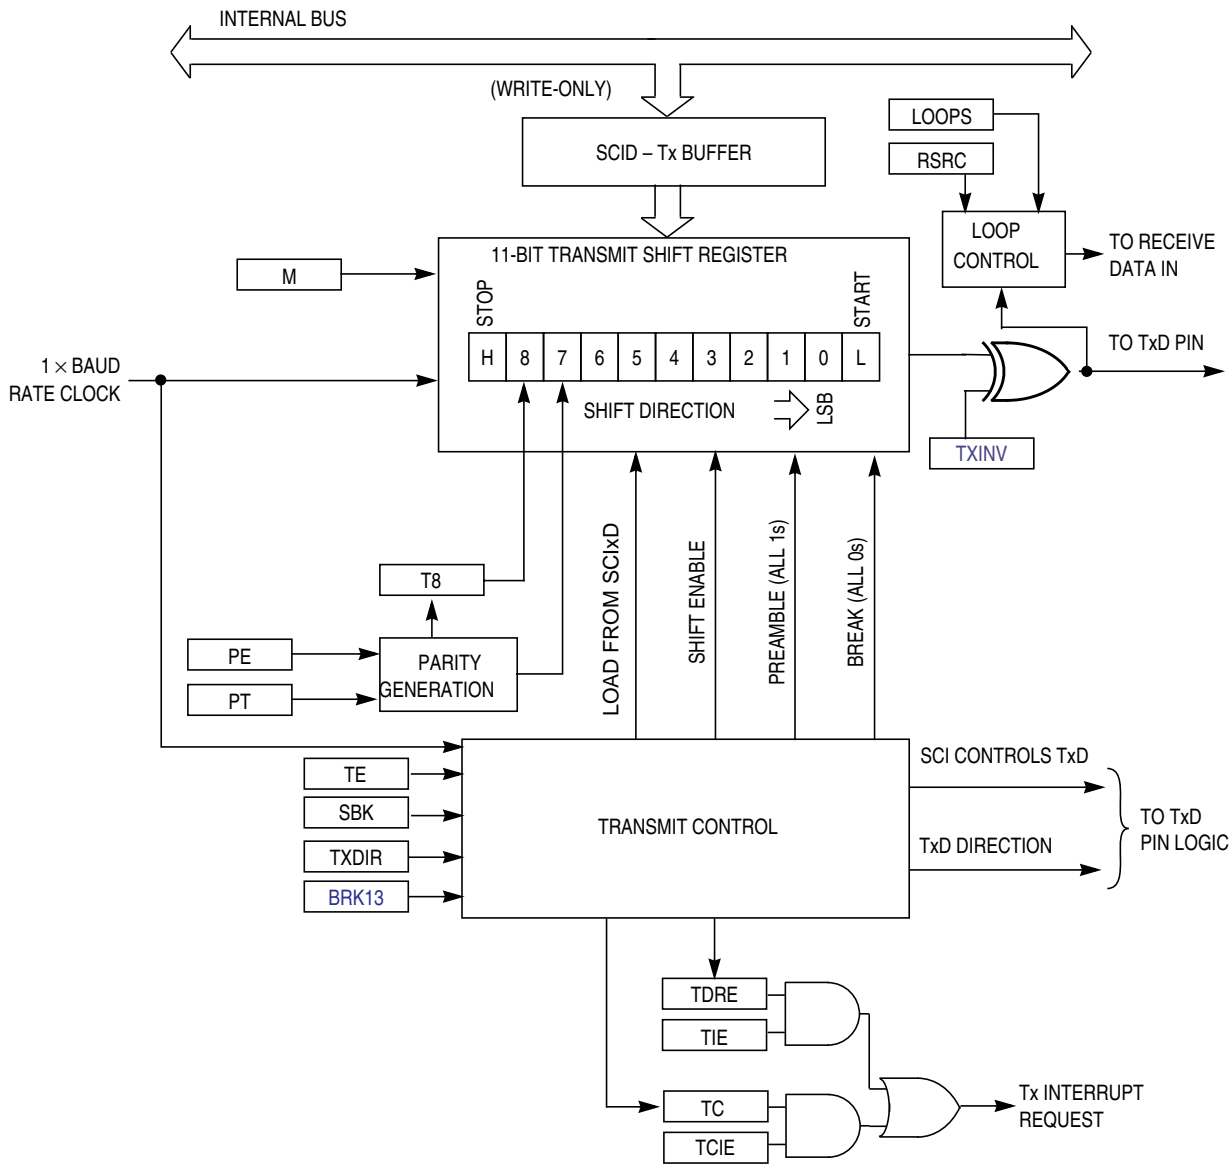 INTERNAL BUS
(WRITE-ONLY)
SCID – Tx BUFFER
LOOPS
RSRC
LOOP
CONTROL
TO RECEIVE
DATA IN
M
11-BIT TRANSMIT SHIFT REGISTER
STOP
START
H 8 7 6 5 4 3 2 1 0 L
SHIFT DIRECTION
LSB
1 × BAUD
RATE CLOCK
TO TxD PIN
TXINV
T8
PE
PT
PARITY
GENERATION
LOAD FROM SCIxD
SHIFT ENABLE
PREAMBLE (ALL 1s)
BREAK (ALL 0s)
TE
SBK
TXDIR
BRK13
TRANSMIT CONTROL
SCI CONTROLS TxD
TxD DIRECTION
TO TxD
PIN LOGIC
TDRE
TIE
TC
TCIE
Tx INTERRUPT
REQUEST